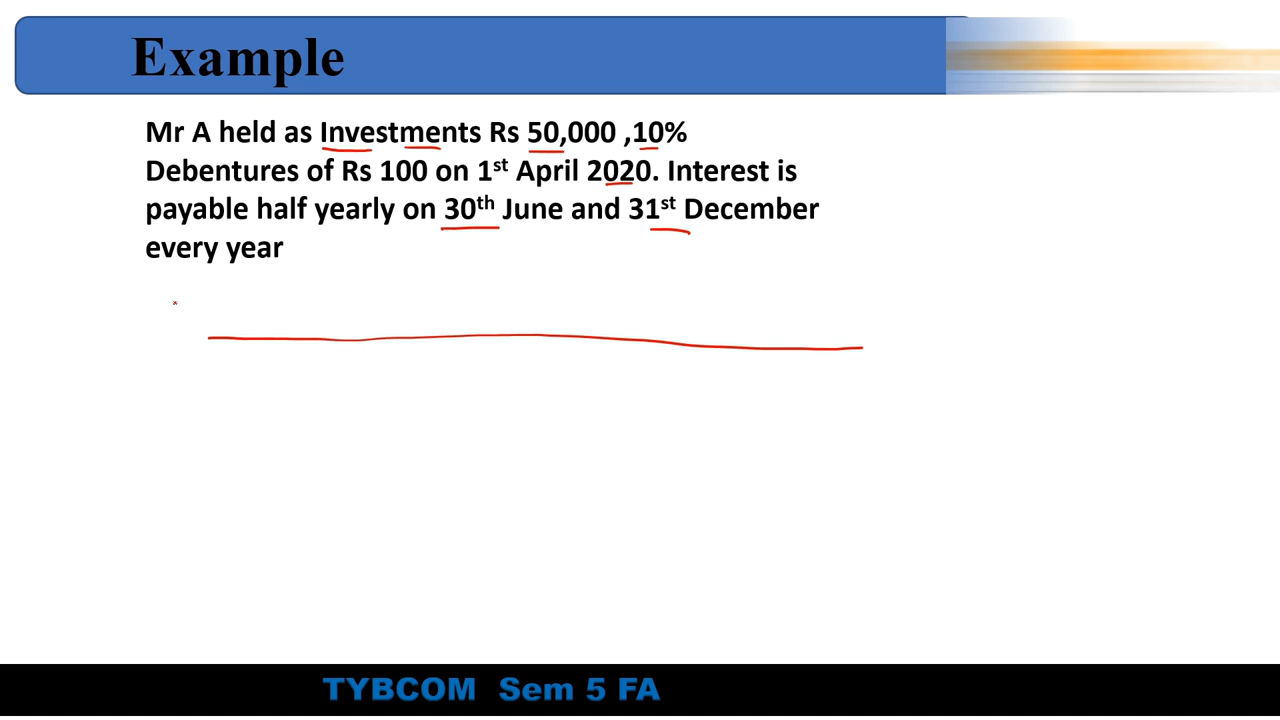 Example
Mr A held as Investments Rs 50,000 ,10%
Debentures of Rs 100 on 1st April 2020. Interest is
payable half yearly on 30th June and 31st December
every year
TYBCOM Sem 5 FA